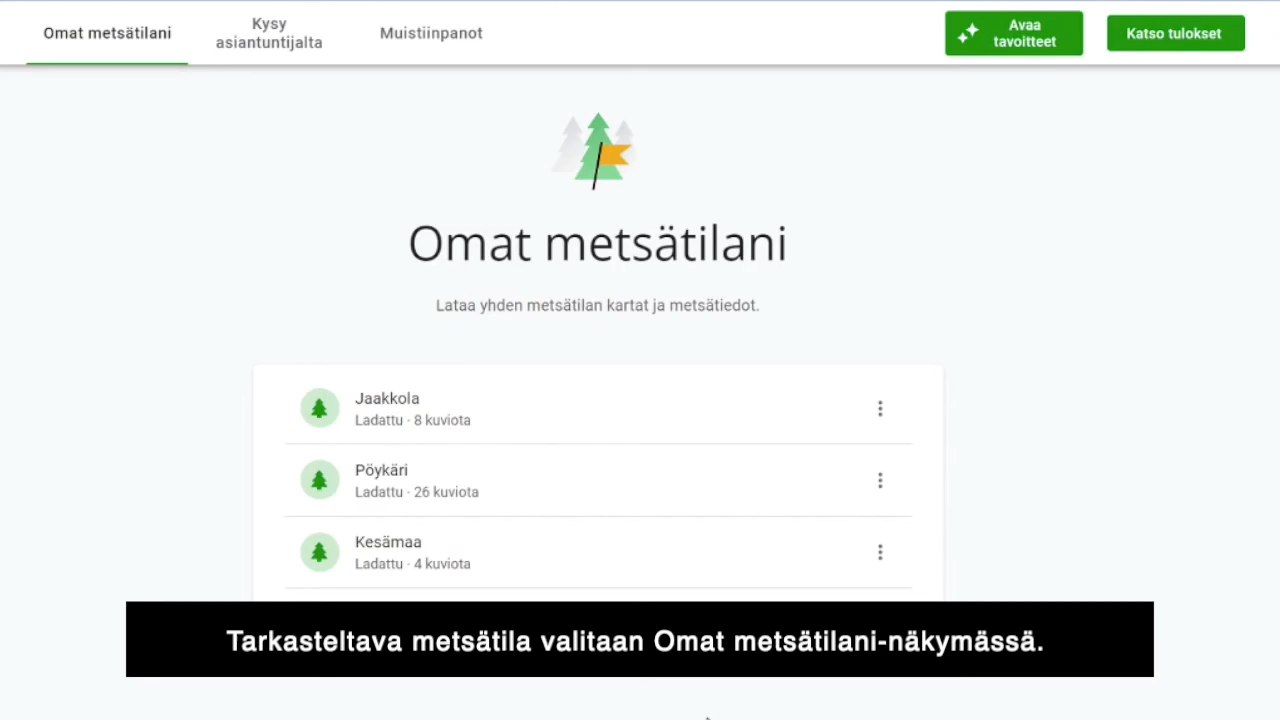 Omat metsätilani
Kysy
asiantuntijalta
Muistiinpanot
Avaa
tavoitteet
Katso tulokset
Omat metsätilani
Lataa yhden metsätilan kartat ja metsätiedot.
Jaakkola
Ladattu · 8 kuviota
Pöykäri
Ladattu · 26 kuviota
Kesämaa
Ladattu · 4 kuviota
Tarkasteltava metsätila valitaan Omat metsätilani-näkymässä.